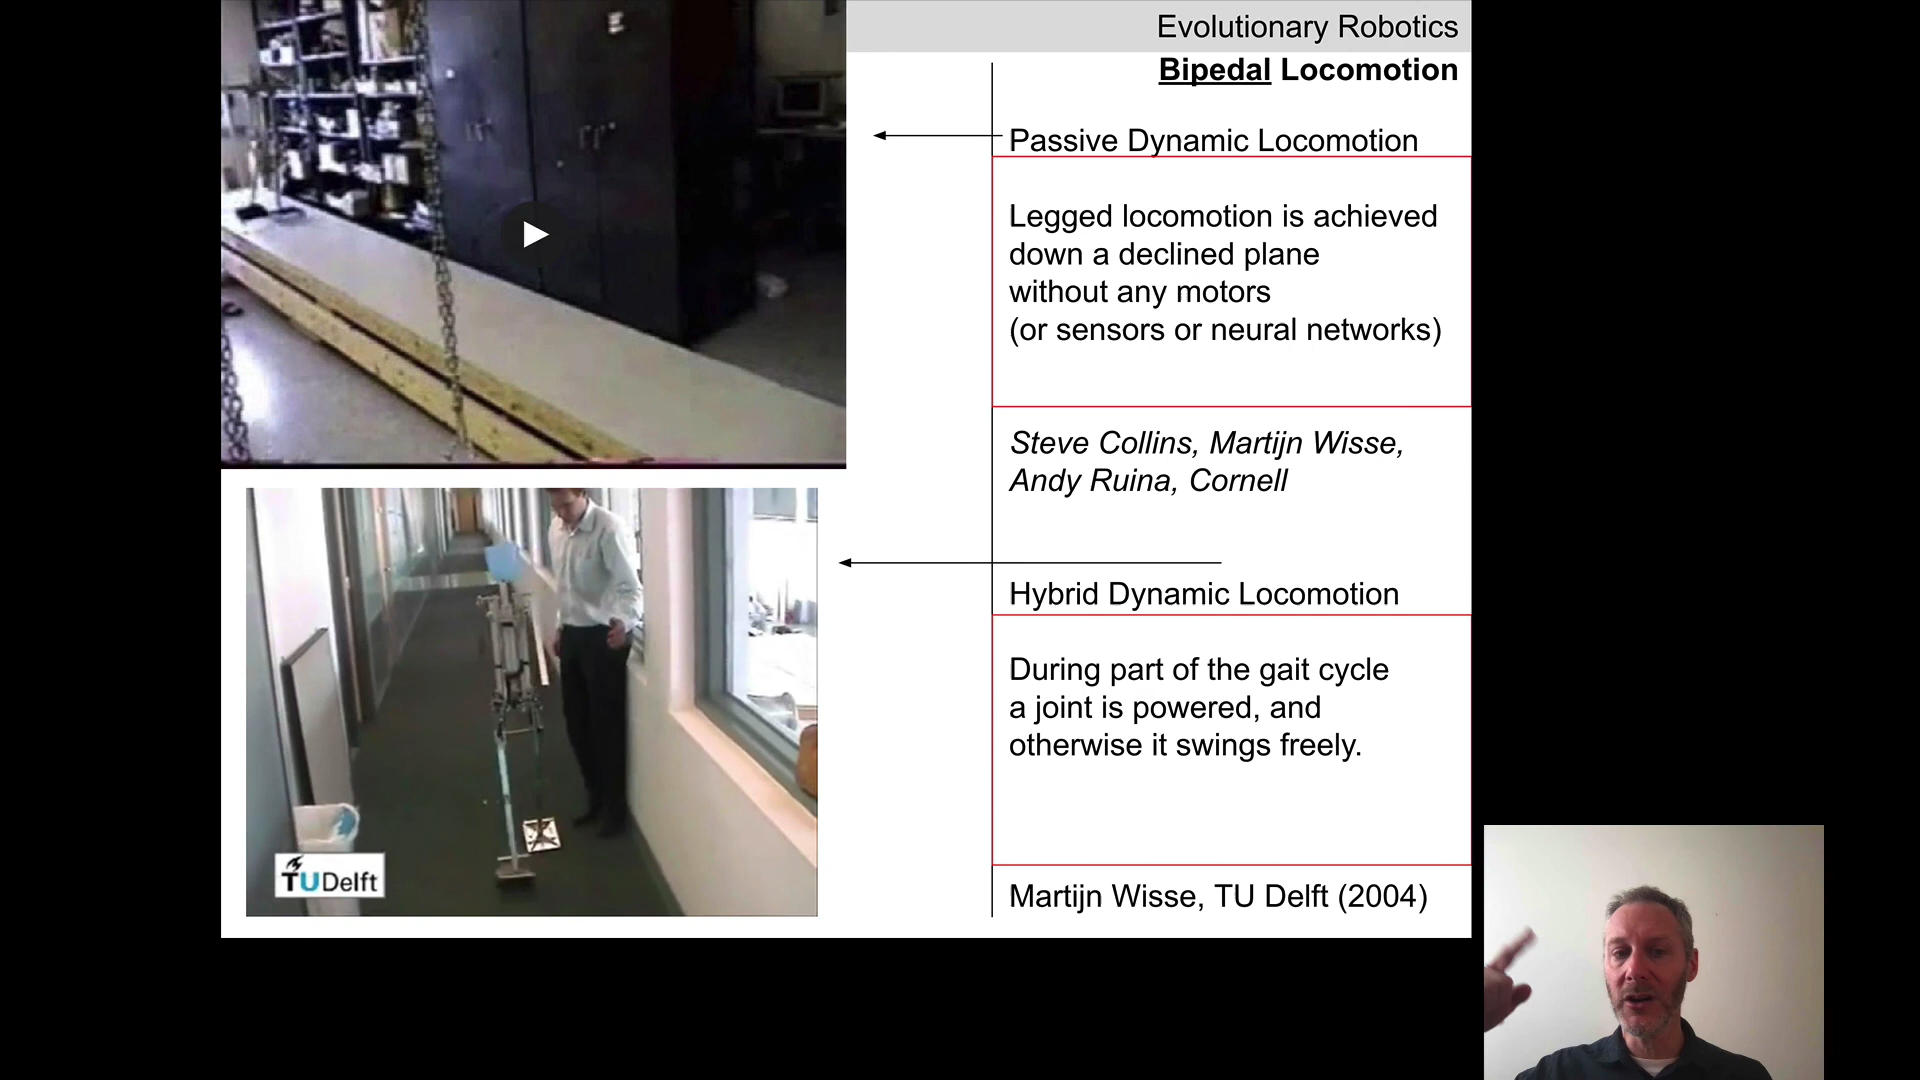 Evolutionary Robotics
Bipedal Locomotion
Passive Dynamic Locomotion
Legged locomotion is achieved
down a declined plane
without any motors
(or sensors or neural networks)
Steve Collins, Martijn Wisse,
Andy Ruina, Cornell
Hybrid Dynamic Locomotion
During part of the gait cycle
a joint is powered, and
otherwise it swings freely.
Martijn Wisse, TU Delft (2004)
TUDelft